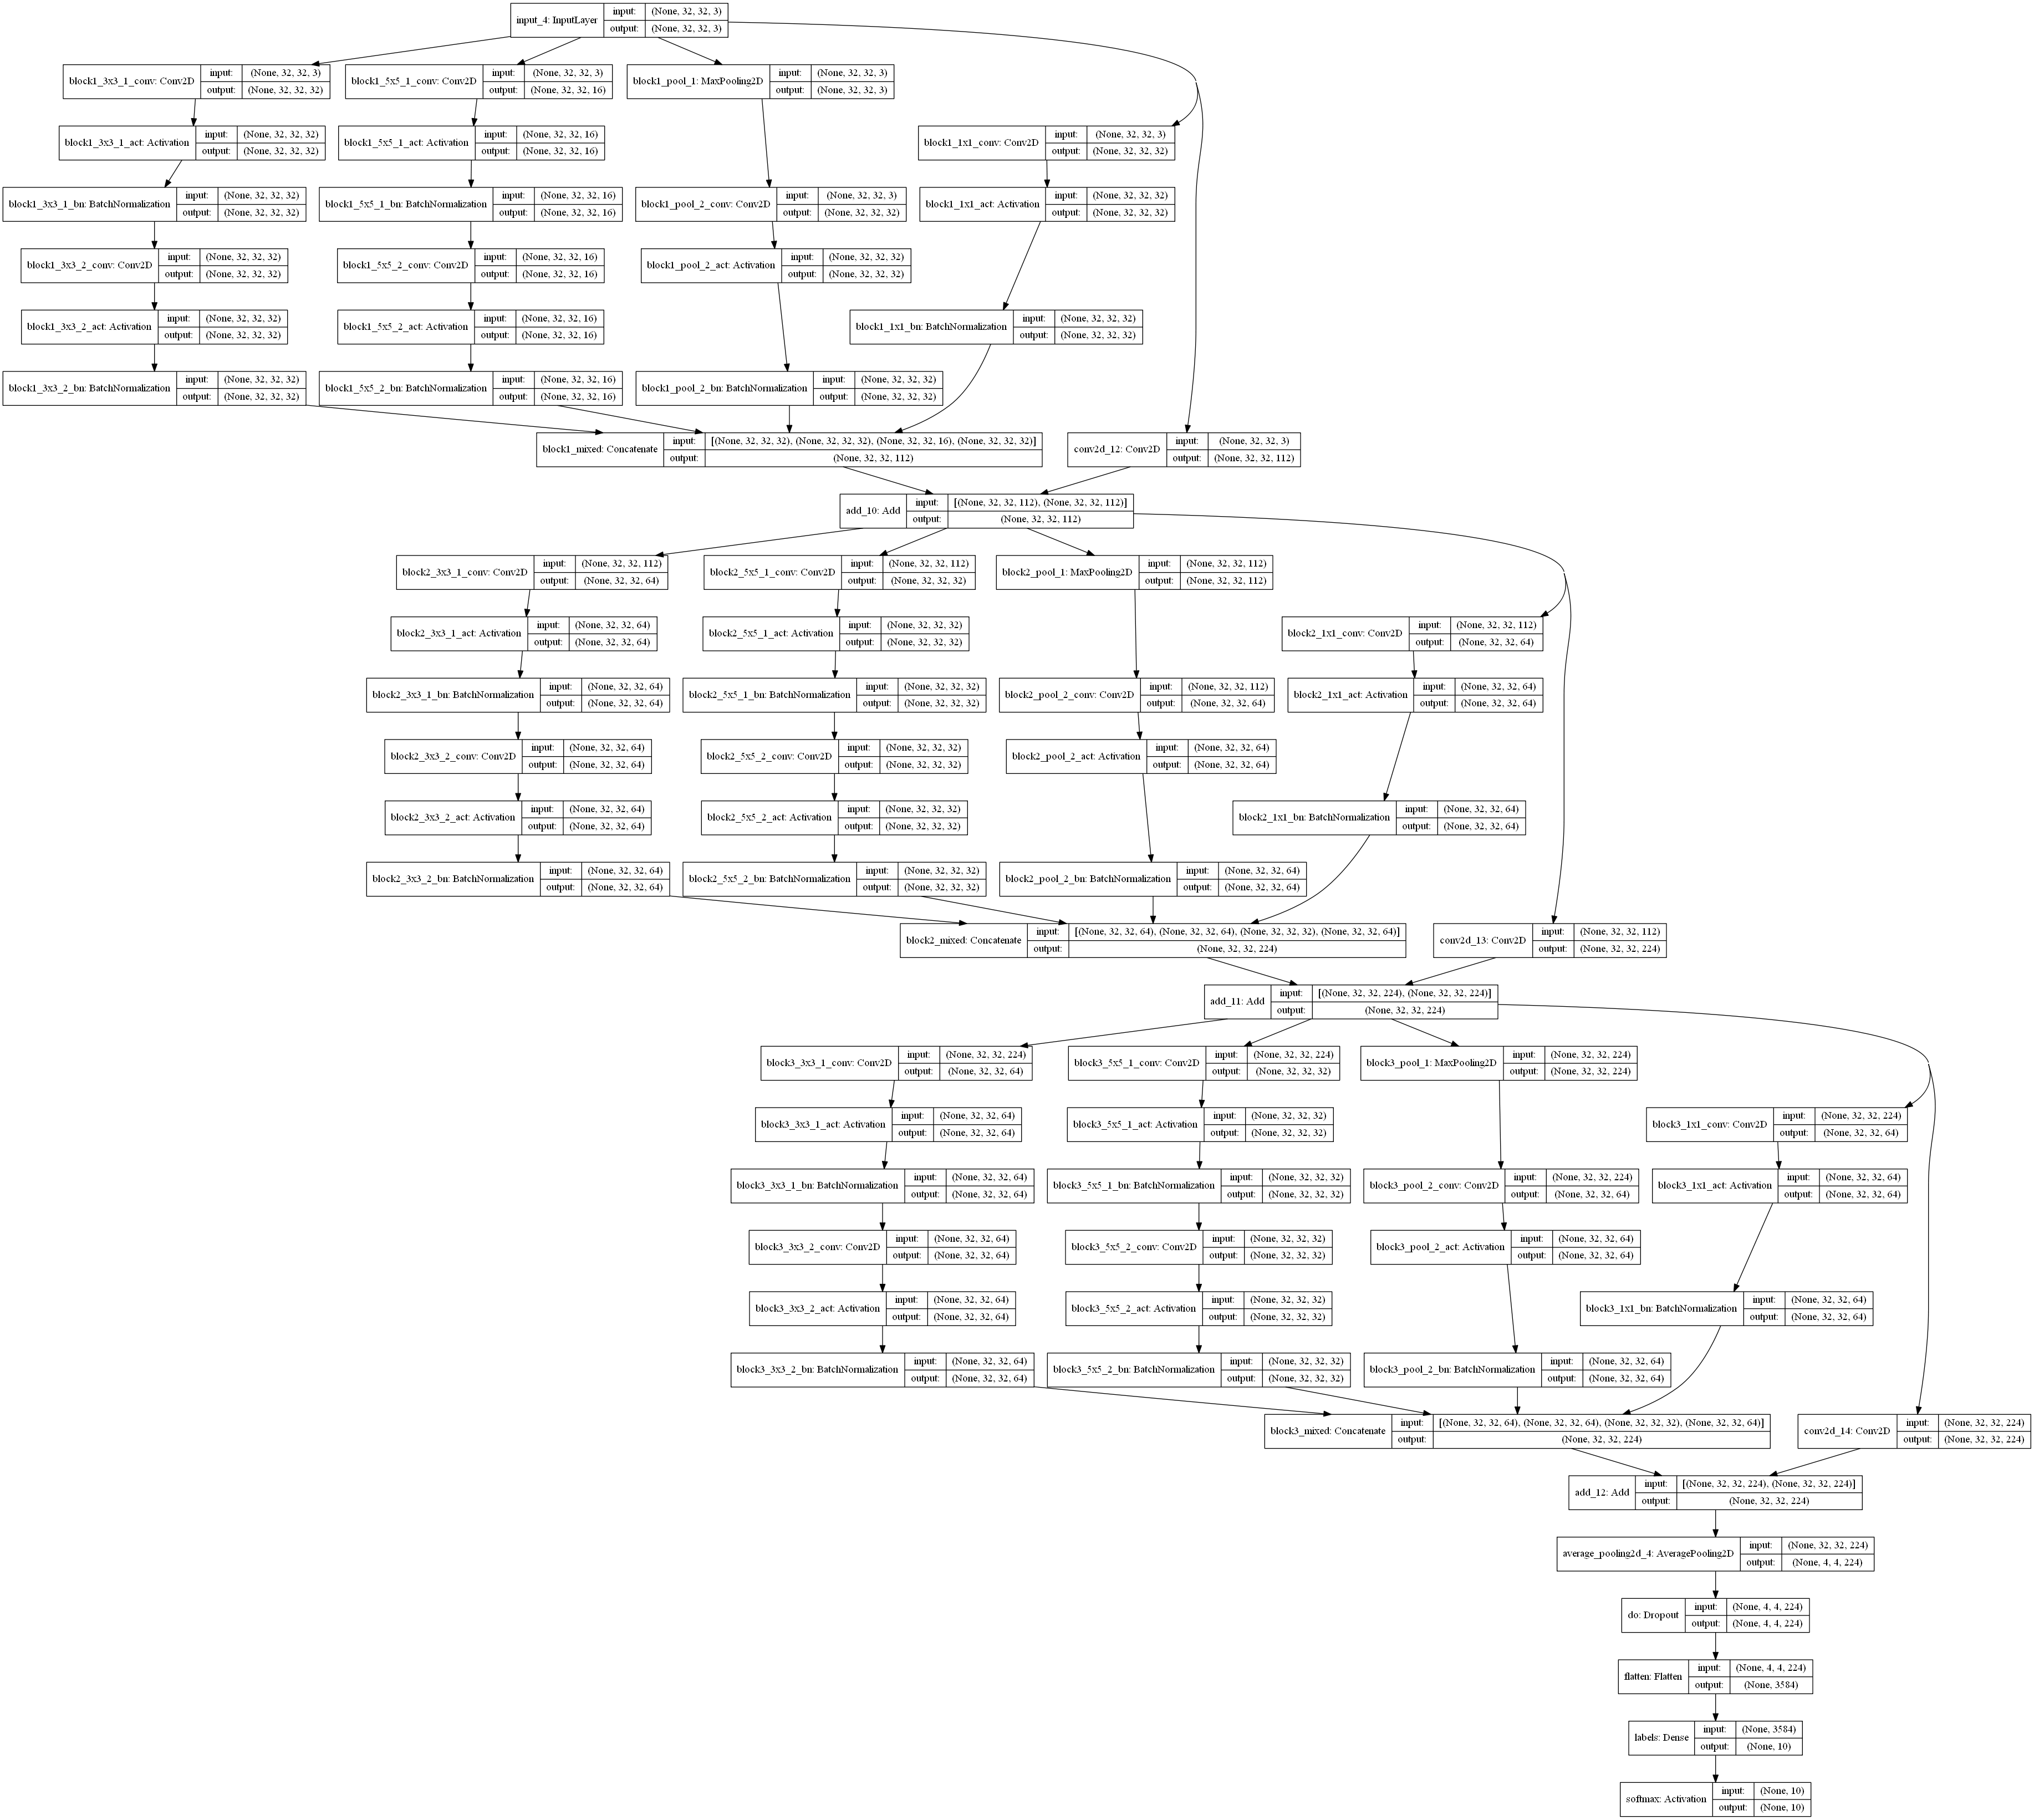 input_4: InputLayer
input: (None, 32, 32, 3)
output: (None, 32, 32, 3)
block1_3x3_1_conv: Conv2D
input: (None, 32, 32, 3)
output: (None, 32, 32, 32)
block1_5x5_1_conv: Conv2D
input: (None, 32, 32, 3)
output: (None, 32, 32, 16)
block1_pool_1: MaxPooling2D
input: (None, 32, 32, 3)
output: (None, 32, 32, 3)
block1_3x3_1_act: Activation
input: (None, 32, 32, 32)
output: (None, 32, 32, 32)
block1_5x5_1_act: Activation
input: (None, 32, 32, 16)
output: (None, 32, 32, 16)
block1_1x1_conv: Conv2D
input: (None, 32, 32, 3)
output: (None, 32, 32, 32)
block1_3x3_1_bn: BatchNormalization
input: (None, 32, 32, 32)
output: (None, 32, 32, 32)
block1_5x5_1_bn: BatchNormalization
input: (None, 32, 32, 16)
output: (None, 32, 32, 16)
block1_pool_2_conv: Conv2D
input: (None, 32, 32, 3)
output: (None, 32, 32, 32)
block1_1x1_act: Activation
input: (None, 32, 32, 32)
output: (None, 32, 32, 32)
block1_3x3_2_conv: Conv2D
input: (None, 32, 32, 32)
output: (None, 32, 32, 32)
block1_5x5_2_conv: Conv2D
input: (None, 32, 32, 16)
output: (None, 32, 32, 16)
block1_pool_2_act: Activation
input: (None, 32, 32, 32)
output: (None, 32, 32, 32)
block1_3x3_2_act: Activation
input: (None, 32, 32, 32)
output: (None, 32, 32, 32)
block1_5x5_2_act: Activation
input: (None, 32, 32, 16)
output: (None, 32, 32, 16)
block1_1x1_bn: BatchNormalization
input: (None, 32, 32, 32)
output: (None, 32, 32, 32)
block1_3x3_2_bn: BatchNormalization
input: (None, 32, 32, 32)
output: (None, 32, 32, 32)
block1_5x5_2_bn: BatchNormalization
input: (None, 32, 32, 16)
output: (None, 32, 32, 16)
block1_pool_2_bn: BatchNormalization
input: (None, 32, 32, 32)
output: (None, 32, 32, 32)
block1_mixed: Concatenate
input: [(None, 32, 32, 32), (None, 32, 32, 32), (None, 32, 32, 16), (None, 32, 32, 32)]
output: (None, 32, 32, 112)
conv2d_12: Conv2D
input: (None, 32, 32, 3)
output: (None, 32, 32, 112)
add_10: Add
input: [(None, 32, 32, 112), (None, 32, 32, 112)]
output: (None, 32, 32, 112)
block2_3x3_1_conv: Conv2D
input: (None, 32, 32, 112)
output: (None, 32, 32, 64)
block2_5x5_1_conv: Conv2D
input: (None, 32, 32, 112)
output: (None, 32, 32, 32)
block2_pool_1: MaxPooling2D
input: (None, 32, 32, 112)
output: (None, 32, 32, 112)
block2_3x3_1_act: Activation
input: (None, 32, 32, 64)
output: (None, 32, 32, 64)
block2_5x5_1_act: Activation
input: (None, 32, 32, 32)
output: (None, 32, 32, 32)
block2_1x1_conv: Conv2D
input: (None, 32, 32, 112)
output: (None, 32, 32, 64)
block2_3x3_1_bn: BatchNormalization
input: (None, 32, 32, 64)
output: (None, 32, 32, 64)
block2_5x5_1_bn: BatchNormalization
input: (None, 32, 32, 32)
output: (None, 32, 32, 32)
block2_pool_2_conv: Conv2D
input: (None, 32, 32, 112)
output: (None, 32, 32, 64)
block2_1x1_act: Activation
input: (None, 32, 32, 64)
output: (None, 32, 32, 64)
block2_3x3_2_conv: Conv2D
input: (None, 32, 32, 64)
output: (None, 32, 32, 64)
block2_5x5_2_conv: Conv2D
input: (None, 32, 32, 32)
output: (None, 32, 32, 32)
block2_pool_2_act: Activation
input: (None, 32, 32, 64)
output: (None, 32, 32, 64)
block2_3x3_2_act: Activation
input: (None, 32, 32, 64)
output: (None, 32, 32, 64)
block2_5x5_2_act: Activation
input: (None, 32, 32, 32)
output: (None, 32, 32, 32)
block2_1x1_bn: BatchNormalization
input: (None, 32, 32, 64)
output: (None, 32, 32, 64)
block2_3x3_2_bn: BatchNormalization
input: (None, 32, 32, 64)
output: (None, 32, 32, 64)
block2_5x5_2_bn: BatchNormalization
input: (None, 32, 32, 32)
output: (None, 32, 32, 32)
block2_pool_2_bn: BatchNormalization
input: (None, 32, 32, 64)
output: (None, 32, 32, 64)
block2_mixed: Concatenate
input: [(None, 32, 32, 64), (None, 32, 32, 64), (None, 32, 32, 32), (None, 32, 32, 64)]
output: (None, 32, 32, 224)
conv2d_13: Conv2D
input: (None, 32, 32, 112)
output: (None, 32, 32, 224)
add_11: Add
input: [(None, 32, 32, 224), (None, 32, 32, 224)]
output: (None, 32, 32, 224)
block3_3x3_1_conv: Conv2D
input: (None, 32, 32, 224)
output: (None, 32, 32, 64)
block3_5x5_1_conv: Conv2D
input: (None, 32, 32, 224)
output: (None, 32, 32, 32)
block3_pool_1: MaxPooling2D
input: (None, 32, 32, 224)
output: (None, 32, 32, 224)
block3_3x3_1_act: Activation
input: (None, 32, 32, 64)
output: (None, 32, 32, 64)
block3_5x5_1_act: Activation
input: (None, 32, 32, 32)
output: (None, 32, 32, 32)
block3_1x1_conv: Conv2D
input: (None, 32, 32, 224)
output: (None, 32, 32, 64)
block3_3x3_1_bn: BatchNormalization
input: (None, 32, 32, 64)
output: (None, 32, 32, 64)
block3_5x5_1_bn: BatchNormalization
input: (None, 32, 32, 32)
output: (None, 32, 32, 32)
block3_pool_2_conv: Conv2D
input: (None, 32, 32, 224)
output: (None, 32, 32, 64)
block3_1x1_act: Activation
input: (None, 32, 32, 64)
output: (None, 32, 32, 64)
block3_3x3_2_conv: Conv2D
input: (None, 32, 32, 64)
output: (None, 32, 32, 64)
block3_5x5_2_conv: Conv2D
input: (None, 32, 32, 32)
output: (None, 32, 32, 32)
block3_pool_2_act: Activation
input: (None, 32, 32, 64)
output: (None, 32, 32, 64)
block3_3x3_2_act: Activation
input: (None, 32, 32, 64)
output: (None, 32, 32, 64)
block3_5x5_2_act: Activation
input: (None, 32, 32, 32)
output: (None, 32, 32, 32)
block3_1x1_bn: BatchNormalization
input: (None, 32, 32, 64)
output: (None, 32, 32, 64)
block3_3x3_2_bn: BatchNormalization
input: (None, 32, 32, 64)
output: (None, 32, 32, 64)
block3_5x5_2_bn: BatchNormalization
input: (None, 32, 32, 32)
output: (None, 32, 32, 32)
block3_pool_2_bn: BatchNormalization
input: (None, 32, 32, 64)
output: (None, 32, 32, 64)
block3_mixed: Concatenate
input: [(None, 32, 32, 64), (None, 32, 32, 64), (None, 32, 32, 32), (None, 32, 32, 64)]
output: (None, 32, 32, 224)
conv2d_14: Conv2D
input: (None, 32, 32, 224)
output: (None, 32, 32, 224)
add_12: Add
input: [(None, 32, 32, 224), (None, 32, 32, 224)]
output: (None, 32, 32, 224)
average_pooling2d_4: AveragePooling2D
input: (None, 32, 32, 224)
output: (None, 4, 4, 224)
do: Dropout
input: (None, 4, 4, 224)
output: (None, 4, 4, 224)
flatten: Flatten
input: (None, 4, 4, 224)
output: (None, 3584)
labels: Dense
input: (None, 3584)
output: (None, 10)
softmax: Activation
input: (None, 10)
output: (None, 10)